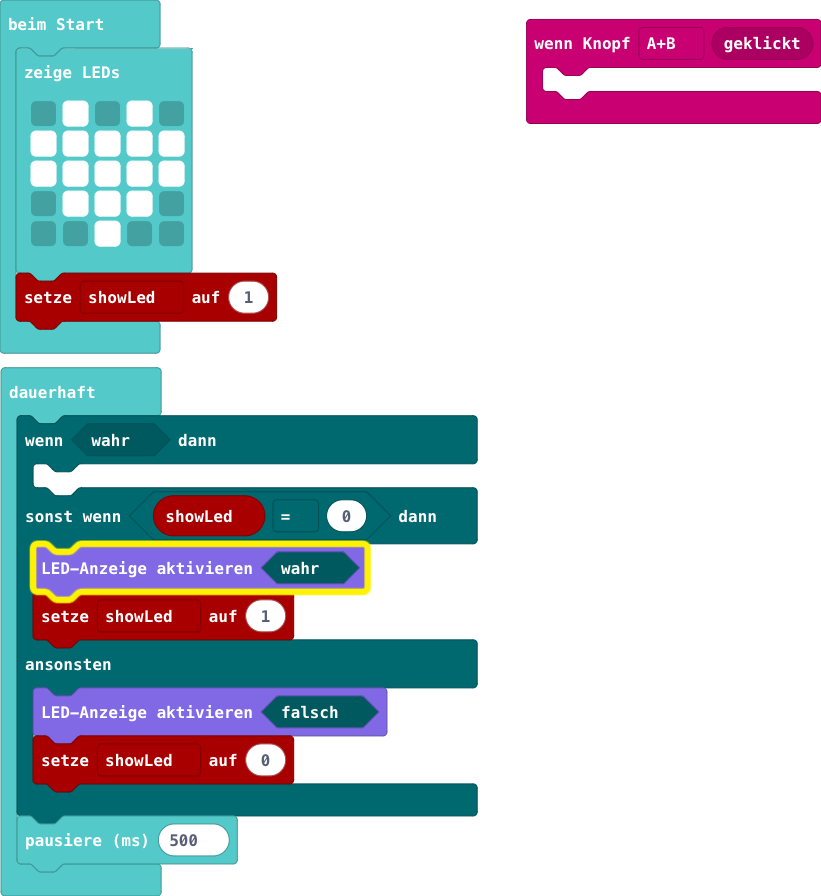 beim Start
zeige LEDs
setze showLed auf 1
wenn Knopf A+B geklickt
dauerhaft
wenn wahr dann
sonst wenn showLed = 0 dann
LED-Anzeige aktivieren wahr
setze showLed auf 1
ansonsten
LED-Anzeige aktivieren falsch
setze showLed auf 0
pausiere (ms) 500